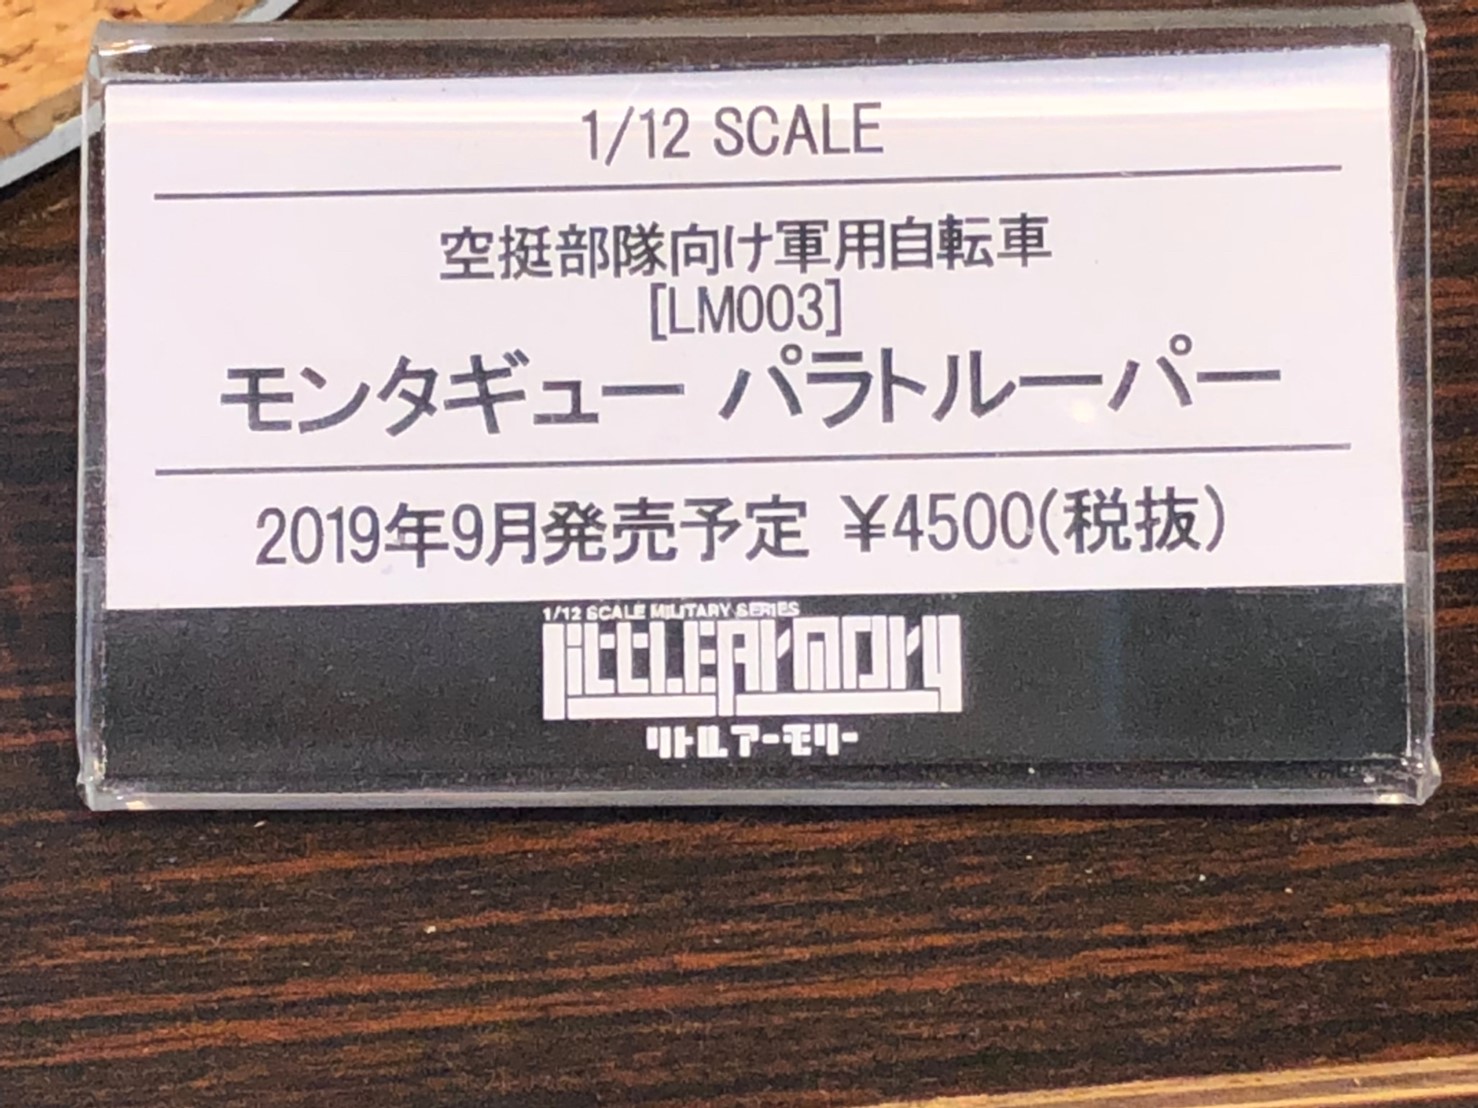 1/12 SCALE
空挺部隊向け軍用自転車
[LM003]
モンタギュー パラトルーパー
2019年9月発売予定 ¥4500(税抜)
1/12 SCALE MILITARY SERIES
LittLEArmory
リトルアーモリー